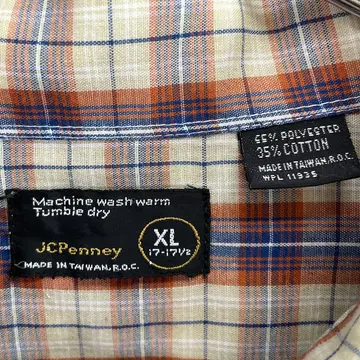 65% POLYESTER
35% COTTON
MADE IN TAIWAN, R.O.C.
WPL 11935
Machine wash warm
Tumble dry
JCPenney
XL
17-17½
MADE IN TAIWAN, R.O.C.